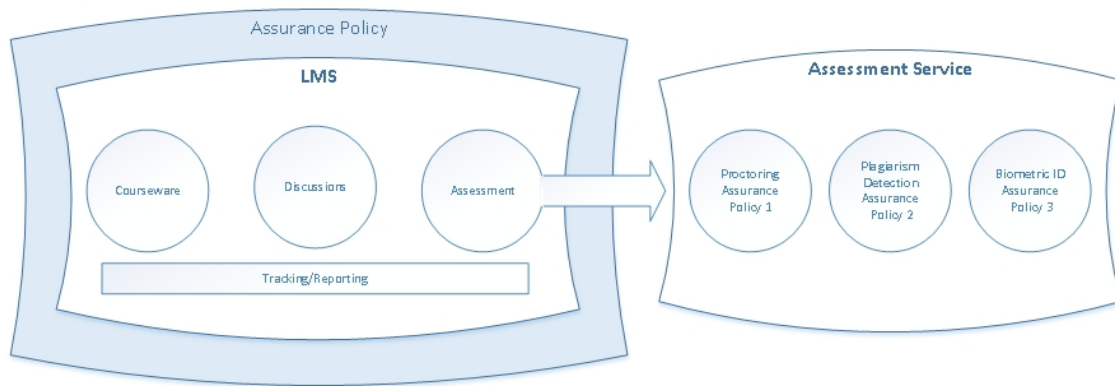 Assurance Policy
LMS
Courseware
Discussions
Assessment
Tracking/Reporting
Assessment Service
Proctoring
Assurance
Policy 1
Plagiarism
Detection
Assurance
Policy 2
Biometric ID
Assurance
Policy 3